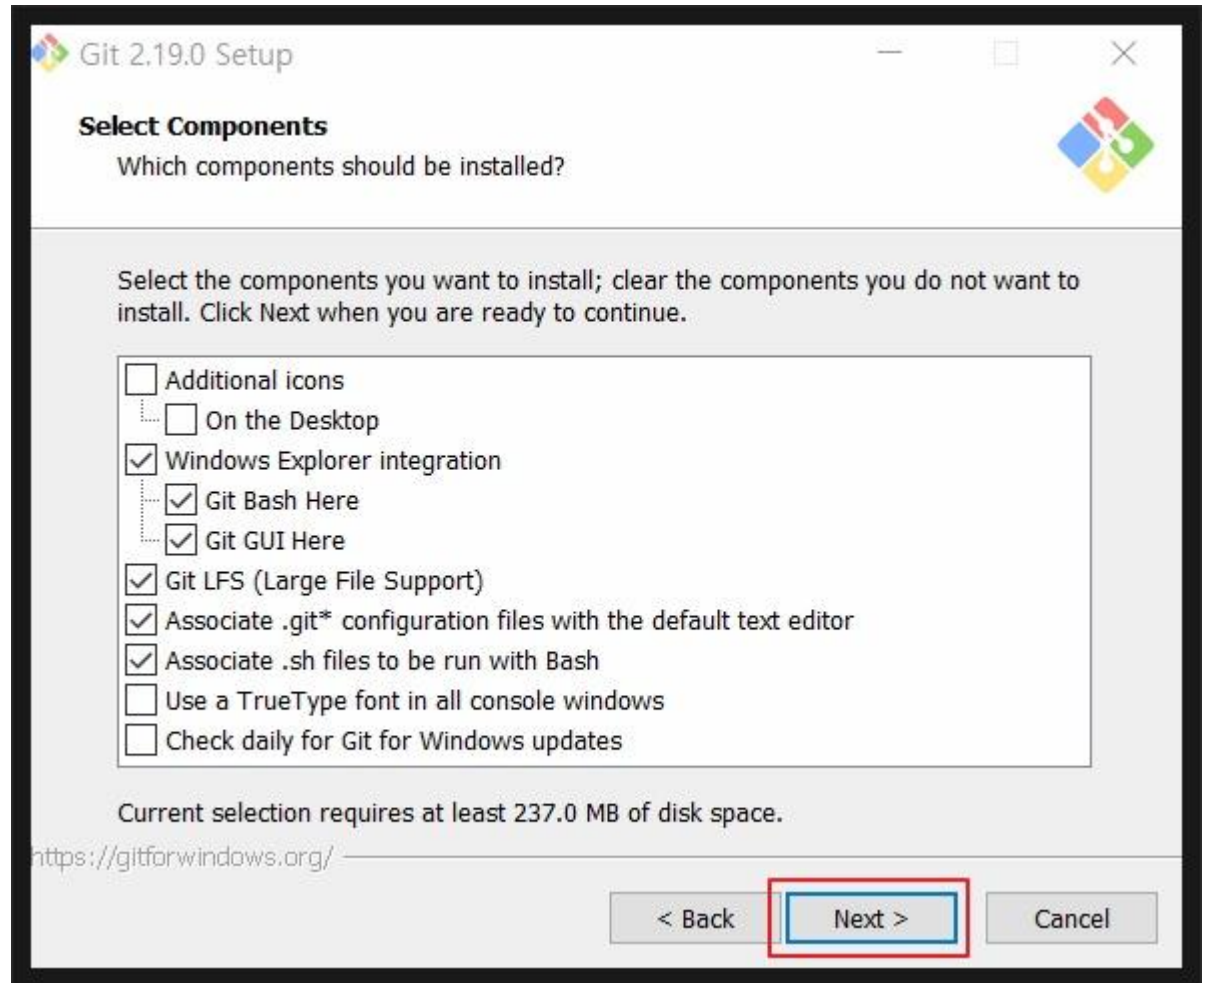 Git 2.19.0 Setup
Select Components
Which components should be installed?
Select the components you want to install; clear the components you do not want to
install. Click Next when you are ready to continue.
Additional icons
On the Desktop
Windows Explorer integration
Git Bash Here
Git GUI Here
Git LFS (Large File Support)
Associate .git* configuration files with the default text editor
Associate .sh files to be run with Bash
Use a TrueType font in all console windows
Check daily for Git for Windows updates
Current selection requires at least 237.0 MB of disk space.
https://gitforwindows.org/
< Back Next > Cancel